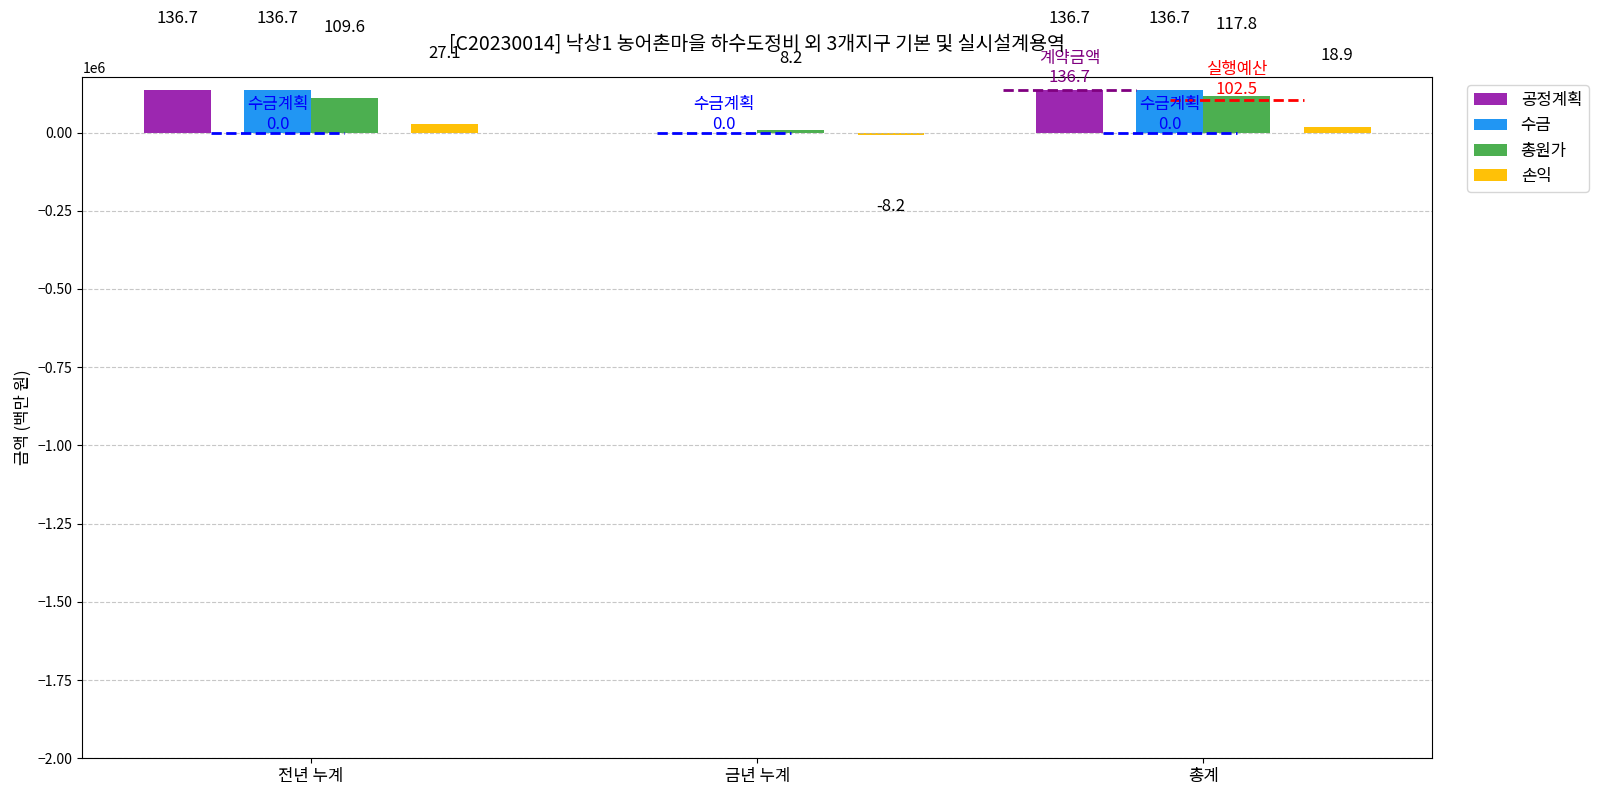 136.7
136.7
109.6
27.1
8.2
136.7
136.7
117.8
18.9
[C20230014] 낙상1 농어촌마을 하수도정비 외 3개지구 기본 및 실시설계용역
1e6
계약금액
136.7
실행예산
102.5
수금계획
0.0
수금계획
0.0
수금계획
0.0
-8.2
공정계획
수금
총원가
손익
금액 (백만 원)
0.00
−0.25
−0.50
−0.75
−1.00
−1.25
−1.50
−1.75
−2.00
전년 누계
금년 누계
총계